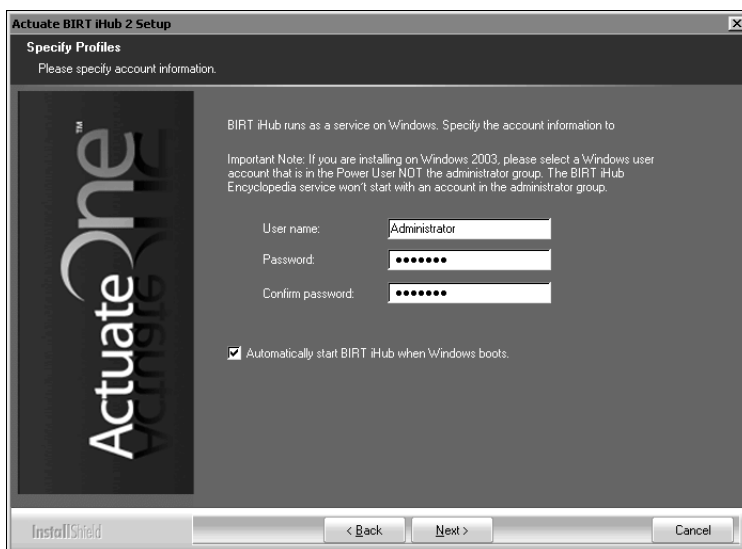 Actuate BIRT iHub 2 Setup
Specify Profiles
Please specify account information.
BIRT iHub runs as a service on Windows. Specify the account information to
Important Note: If you are installing on Windows 2003, please select a Windows user
account that is in the Power User NOT the administrator group. The BIRT iHub
Encyclopedia service won't start with an account in the administrator group.
User name:
Administrator
Password:
●●●●●●●
Confirm password:
●●●●●●●
Automatically start BIRT iHub when Windows boots.
ActuateOne™
InstallShield
< Back
Next >
Cancel